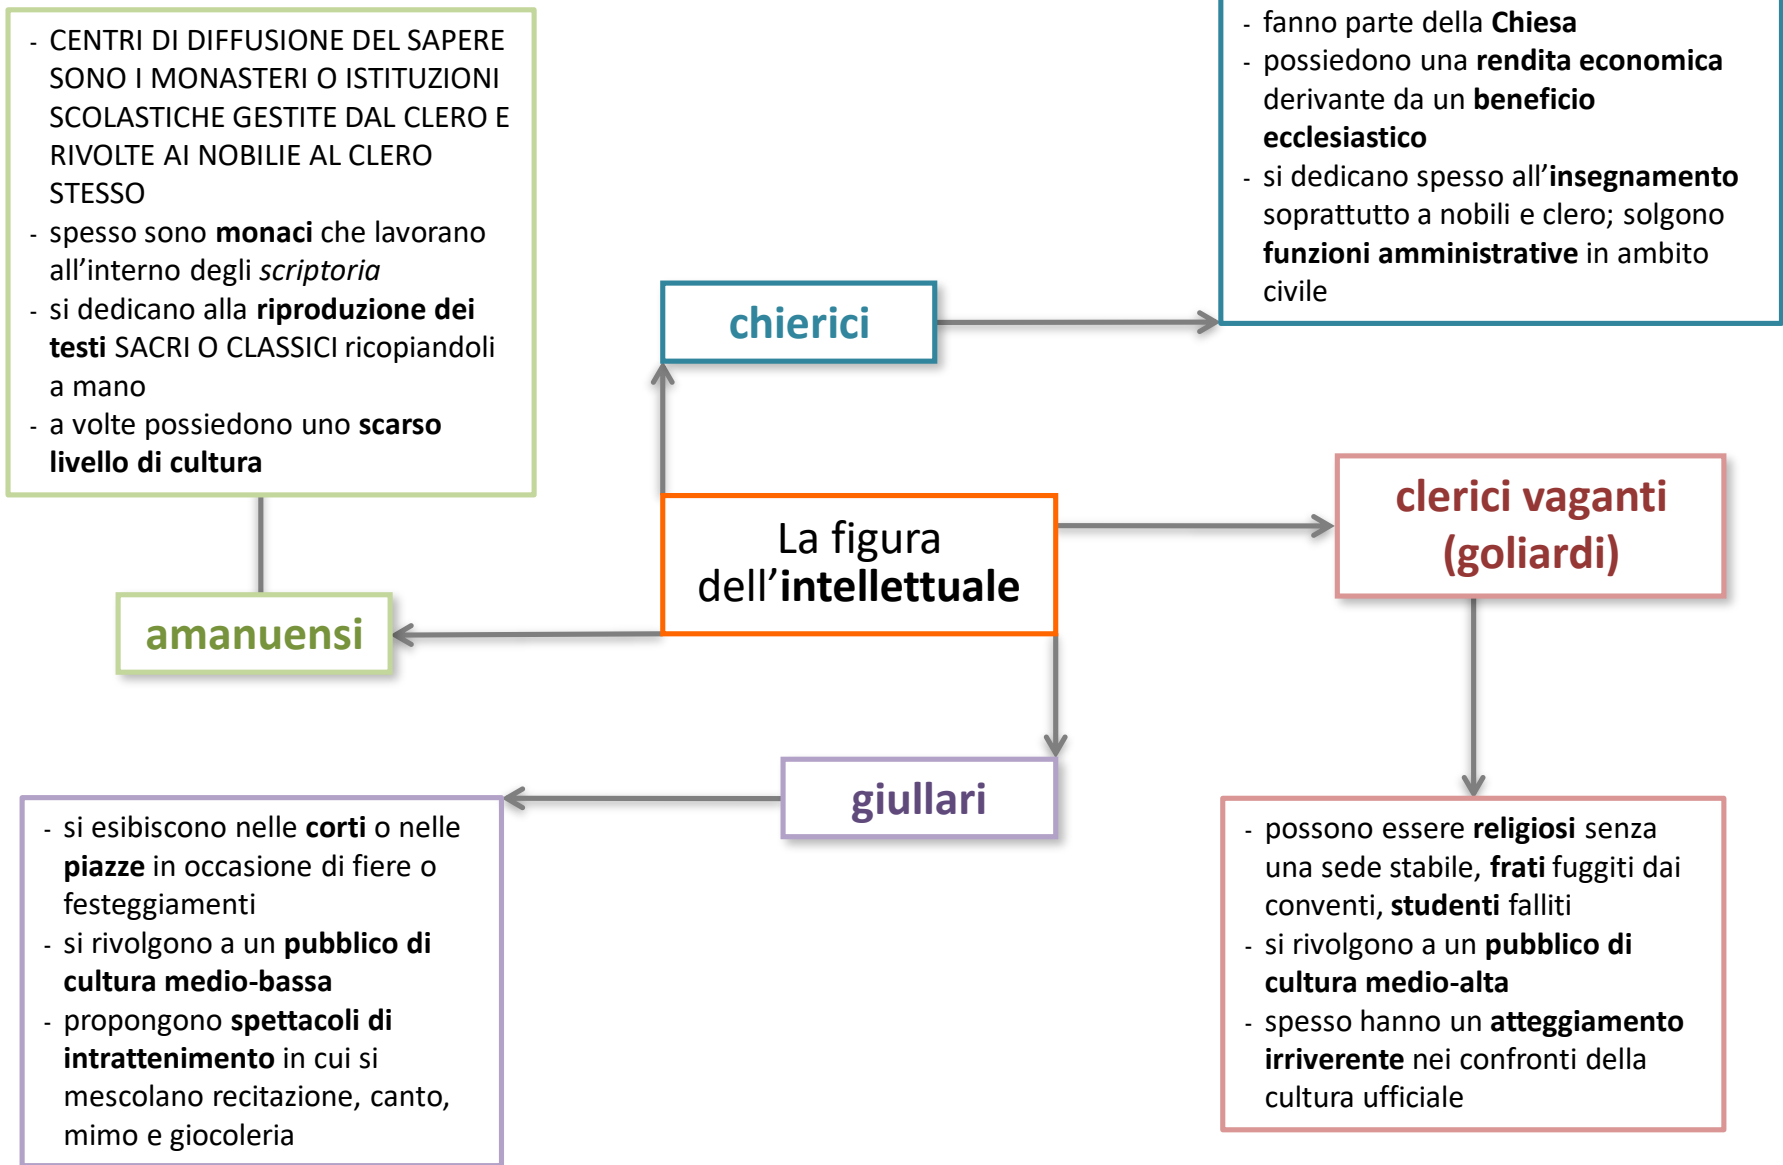 - CENTRI DI DIFFUSIONE DEL SAPERE
SONO I MONASTERI O ISTITUZIONI
SCOLASTICHE GESTITE DAL CLERO E
RIVOLTE AI NOBILIE AL CLERO
STESSO
- spesso sono monaci che lavorano
all’interno degli scriptoria
- si dedicano alla riproduzione dei
testi SACRI O CLASSICI ricopiandoli
a mano
- a volte possiedono uno scarso
livello di cultura
- fanno parte della Chiesa
- possiedono una rendita economica
derivante da un beneficio
ecclesiastico
- si dedicano spesso all’insegnamento
soprattutto a nobili e clero; solgono
funzioni amministrative in ambito
civile
chierici
La figura
dell’intellettuale
clerici vaganti
(goliardi)
amanuensi
giullari
- si esibiscono nelle corti o nelle
piazze in occasione di fiere o
festeggiamenti
- si rivolgono a un pubblico di
cultura medio-bassa
- propongono spettacoli di
intrattenimento in cui si
mescolano recitazione, canto,
mimo e giocoleria
- possono essere religiosi senza
una sede stabile, frati fuggiti dai
conventi, studenti falliti
- si rivolgono a un pubblico di
cultura medio-alta
- spesso hanno un atteggiamento
irriverente nei confronti della
cultura ufficiale